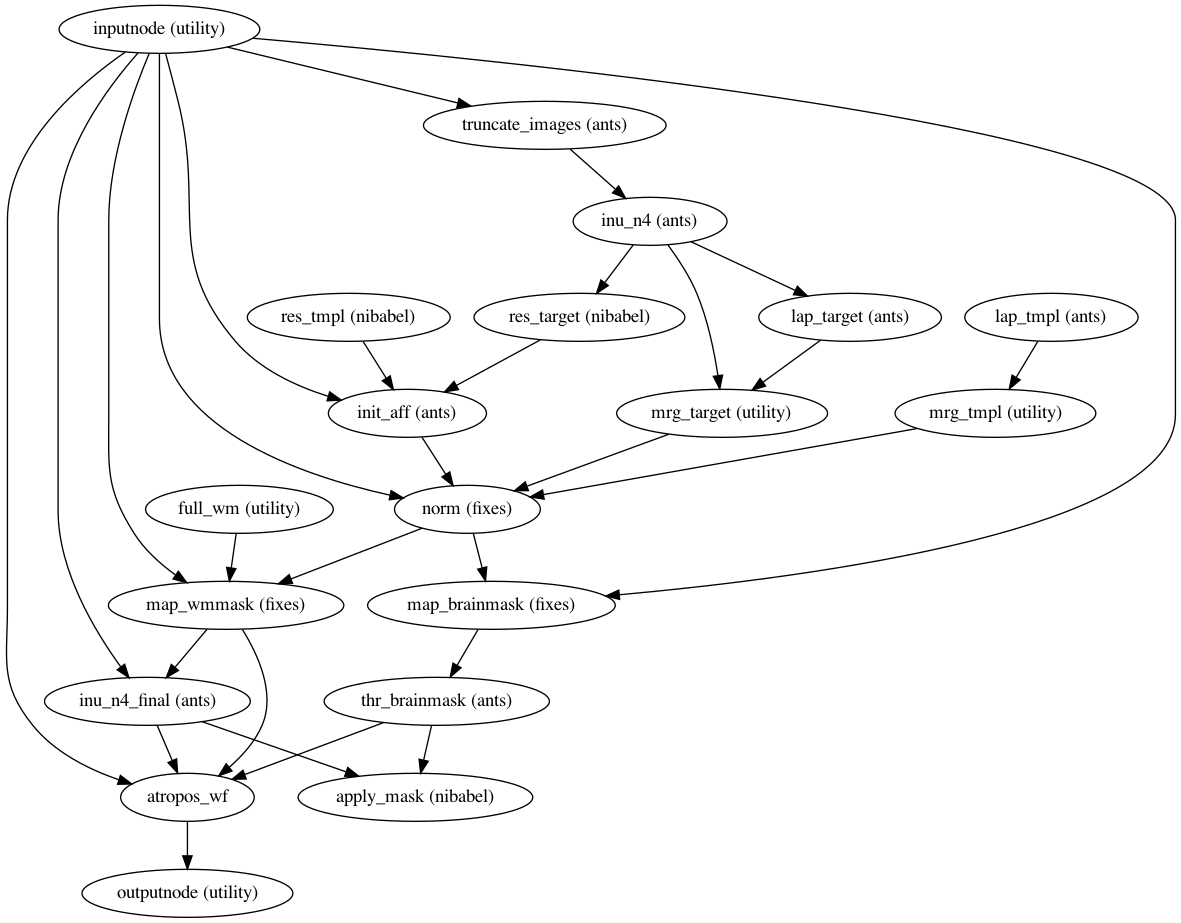 inputnode (utility)
truncate_images (ants)
inu_n4 (ants)
res_tmpl (nibabel)
res_target (nibabel)
lap_target (ants)
lap_tmpl (ants)
init_aff (ants)
mrg_target (utility)
mrg_tmpl (utility)
full_wm (utility)
norm (fixes)
map_wmmask (fixes)
map_brainmask (fixes)
inu_n4_final (ants)
thr_brainmask (ants)
atropos_wf
apply_mask (nibabel)
outputnode (utility)